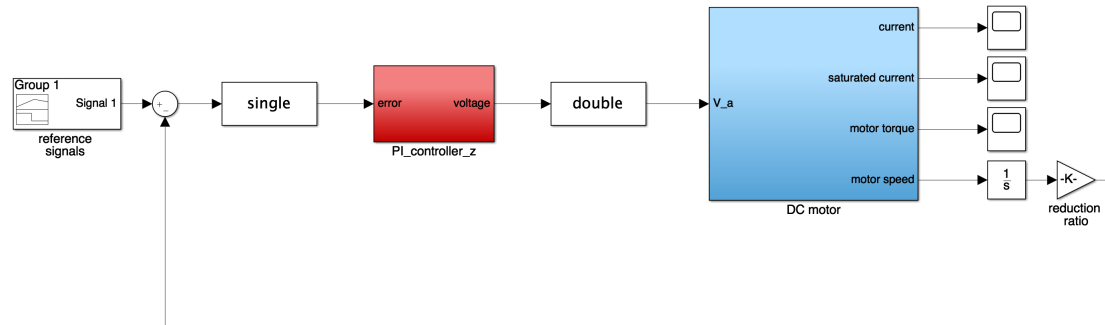 Group 1
Signal 1
reference
signals
+
_
single
error
voltage
PI_controller_z
double
V_a
current
saturated current
motor torque
motor speed
DC motor
1
s
-K-
reduction
ratio